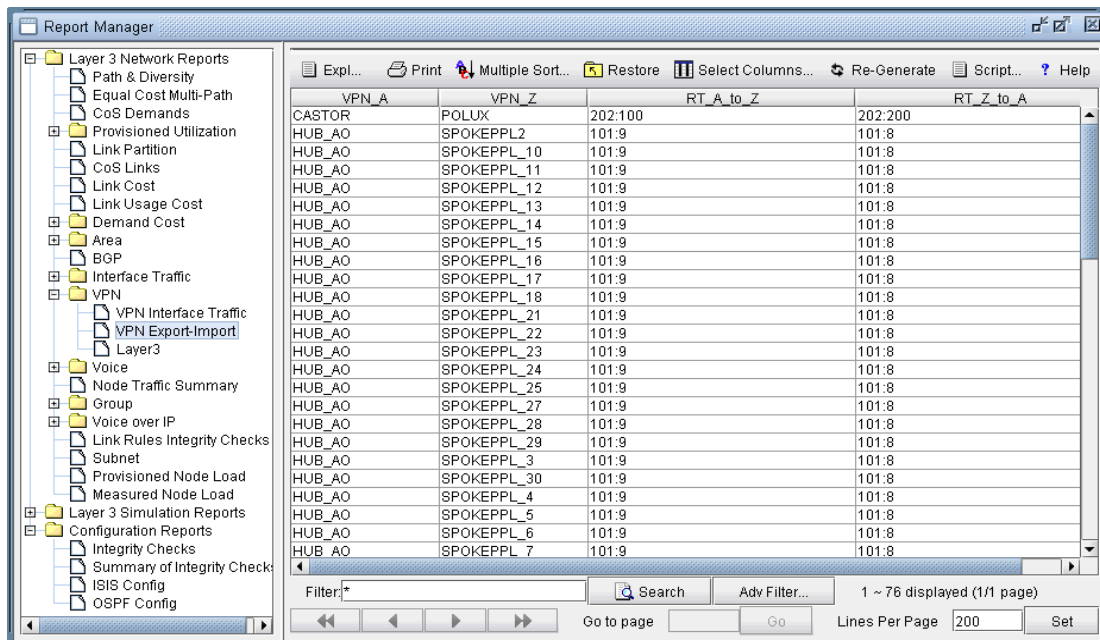 Report Manager
Layer 3 Network Reports
Path & Diversity
Equal Cost Multi-Path
CoS Demands
Provisioned Utilization
Link Partition
CoS Links
Link Cost
Link Usage Cost
Demand Cost
Area
BGP
Interface Traffic
VPN
VPN Interface Traffic
VPN Export-Import
Layer3
Voice
Node Traffic Summary
Group
Voice over IP
Link Rules Integrity Checks
Subnet
Provisioned Node Load
Measured Node Load
Layer 3 Simulation Reports
Configuration Reports
Integrity Checks
Summary of Integrity Check
ISIS Config
OSPF Config
Expl... Print Multiple Sort... Restore Select Columns... Re-Generate Script... ? Help
VPN_A VPN_Z RT_A_to_Z RT_Z_to_A
CASTOR POLUX 202:100 202:200
HUB_AO SPOKEPPL2 101:9 101:8
HUB_AO SPOKEPPL_10 101:9 101:8
HUB_AO SPOKEPPL_11 101:9 101:8
HUB_AO SPOKEPPL_12 101:9 101:8
HUB_AO SPOKEPPL_13 101:9 101:8
HUB_AO SPOKEPPL_14 101:9 101:8
HUB_AO SPOKEPPL_15 101:9 101:8
HUB_AO SPOKEPPL_16 101:9 101:8
HUB_AO SPOKEPPL_17 101:9 101:8
HUB_AO SPOKEPPL_18 101:9 101:8
HUB_AO SPOKEPPL_21 101:9 101:8
HUB_AO SPOKEPPL_22 101:9 101:8
HUB_AO SPOKEPPL_23 101:9 101:8
HUB_AO SPOKEPPL_24 101:9 101:8
HUB_AO SPOKEPPL_25 101:9 101:8
HUB_AO SPOKEPPL_27 101:9 101:8
HUB_AO SPOKEPPL_28 101:9 101:8
HUB_AO SPOKEPPL_29 101:9 101:8
HUB_AO SPOKEPPL_3 101:9 101:8
HUB_AO SPOKEPPL_30 101:9 101:8
HUB_AO SPOKEPPL_4 101:9 101:8
HUB_AO SPOKEPPL_5 101:9 101:8
HUB_AO SPOKEPPL_6 101:9 101:8
HUB_AO SPOKEPPL_7 101:9 101:8
Filter:* Search Adv Filter... 1 ~ 76 displayed (1/1 page)
Go to page Go Lines Per Page 200 Set